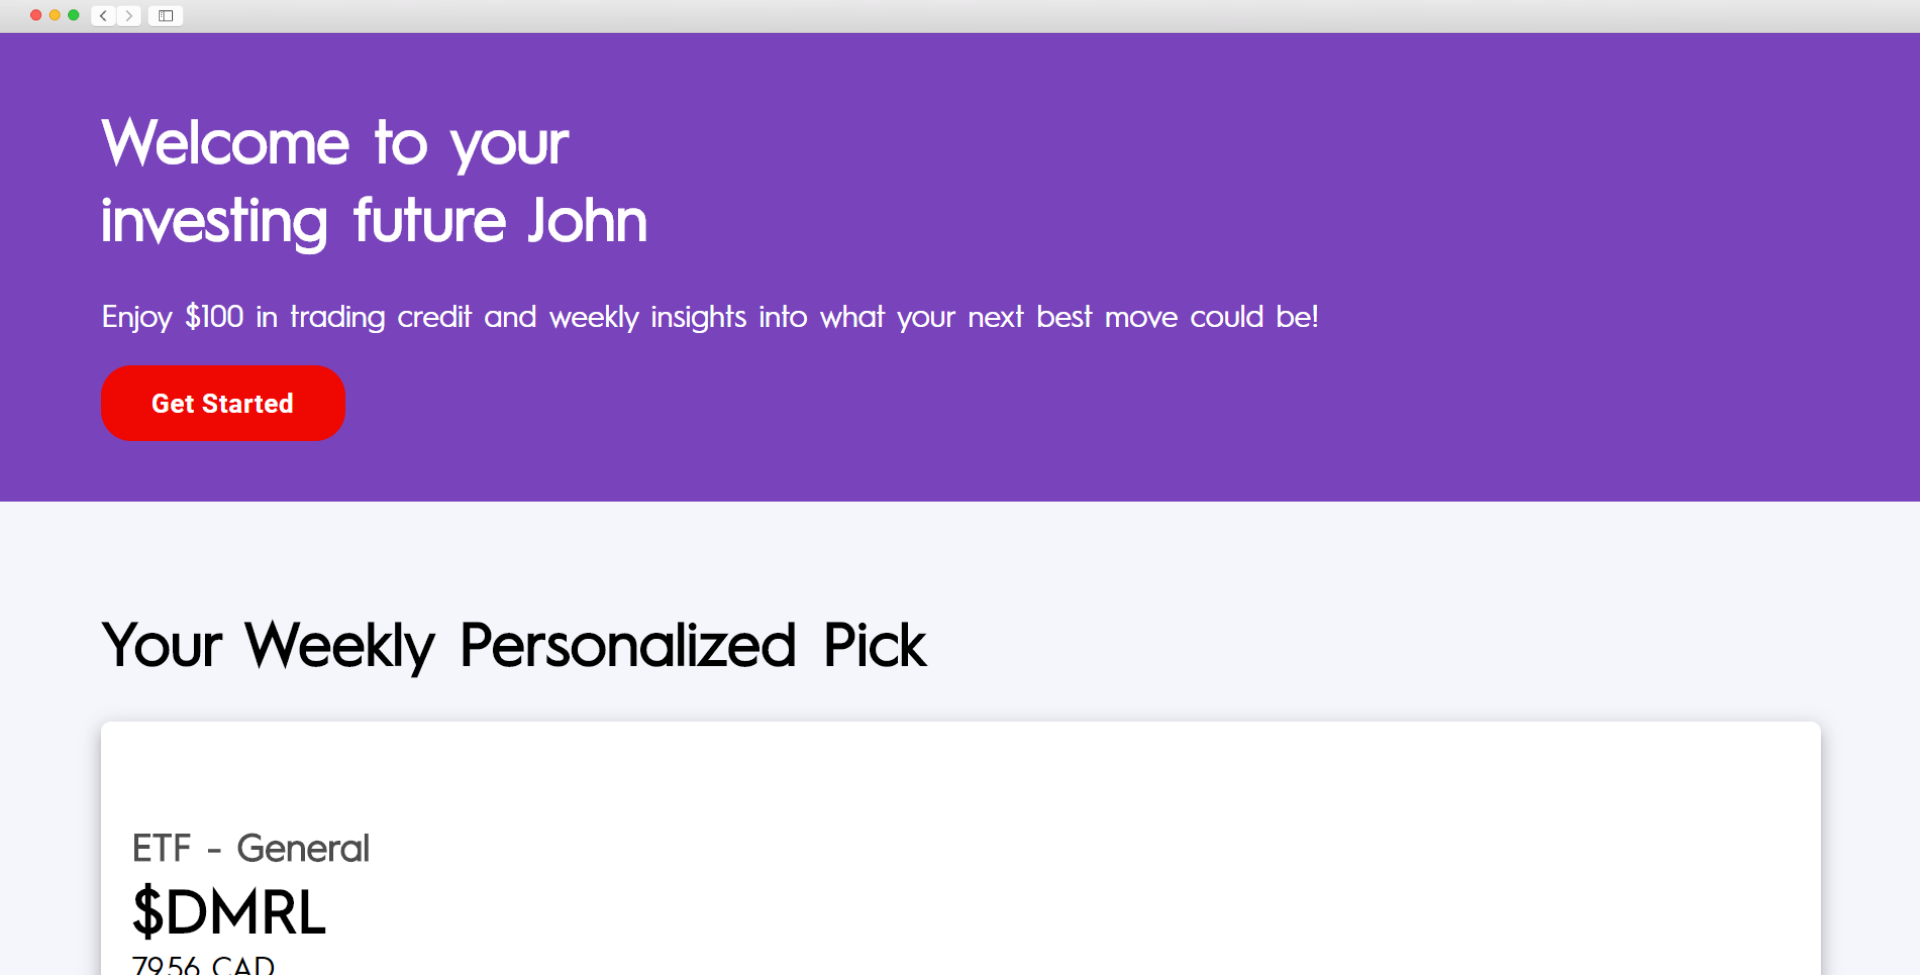 Welcome to your
investing future John
Enjoy $100 in trading credit and weekly insights into what your next best move could be!
Get Started
Your Weekly Personalized Pick
ETF - General
$DMRL
79.56 CAD